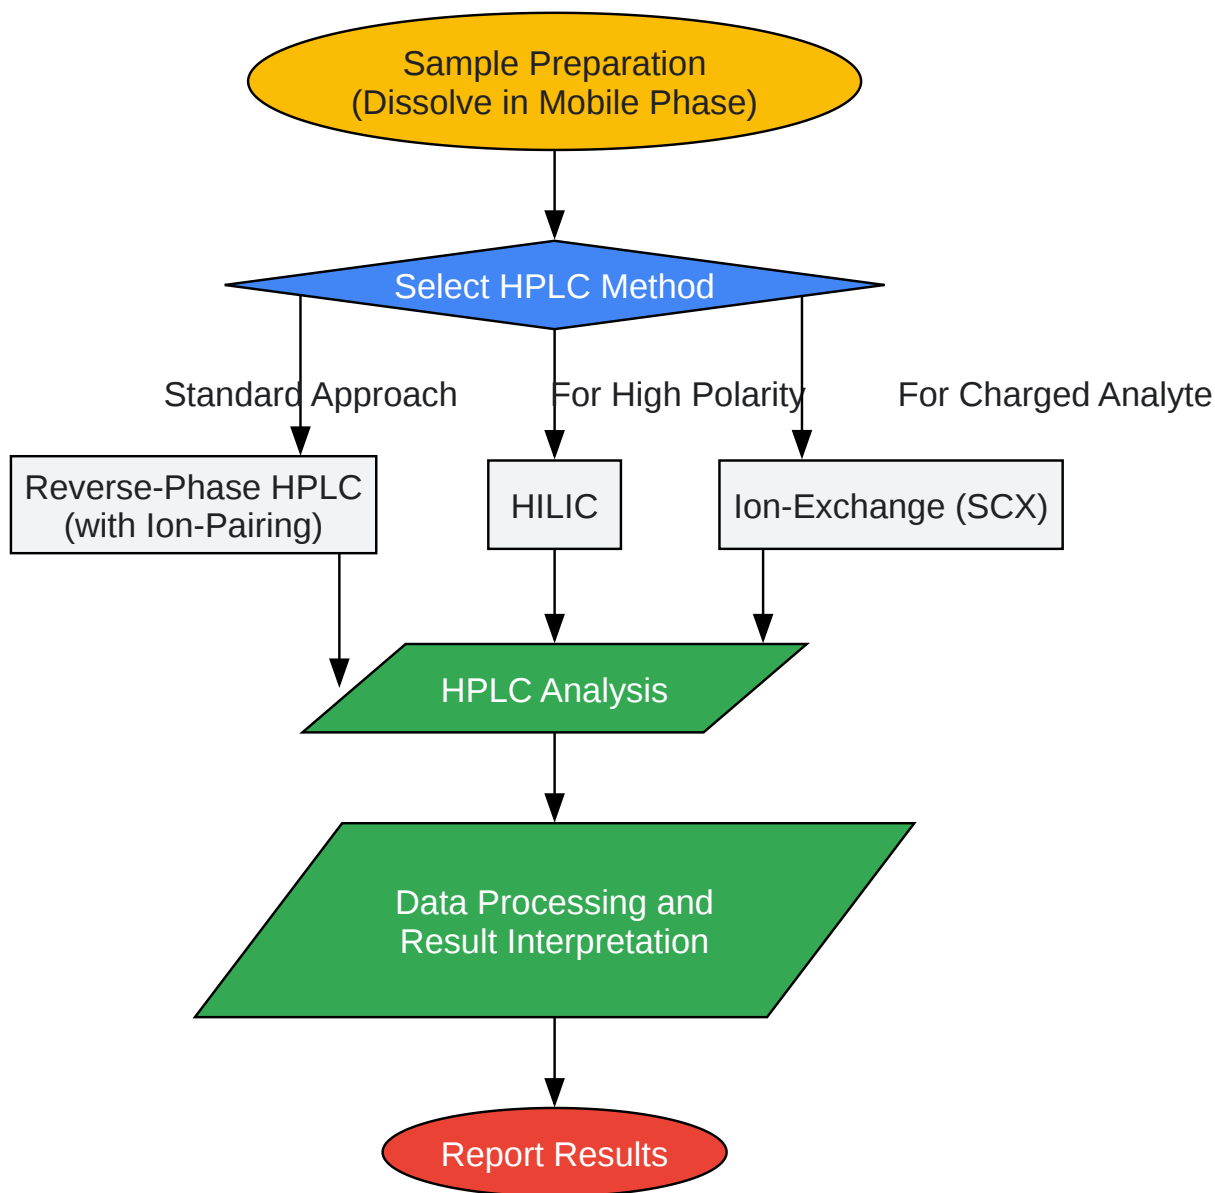 Sample Preparation
(Dissolve in Mobile Phase)
Select HPLC Method
Standard Approach
For High Polarity
For Charged Analyte
Reverse-Phase HPLC
(with Ion-Pairing)
HILIC
Ion-Exchange (SCX)
HPLC Analysis
Data Processing and
Result Interpretation
Report Results